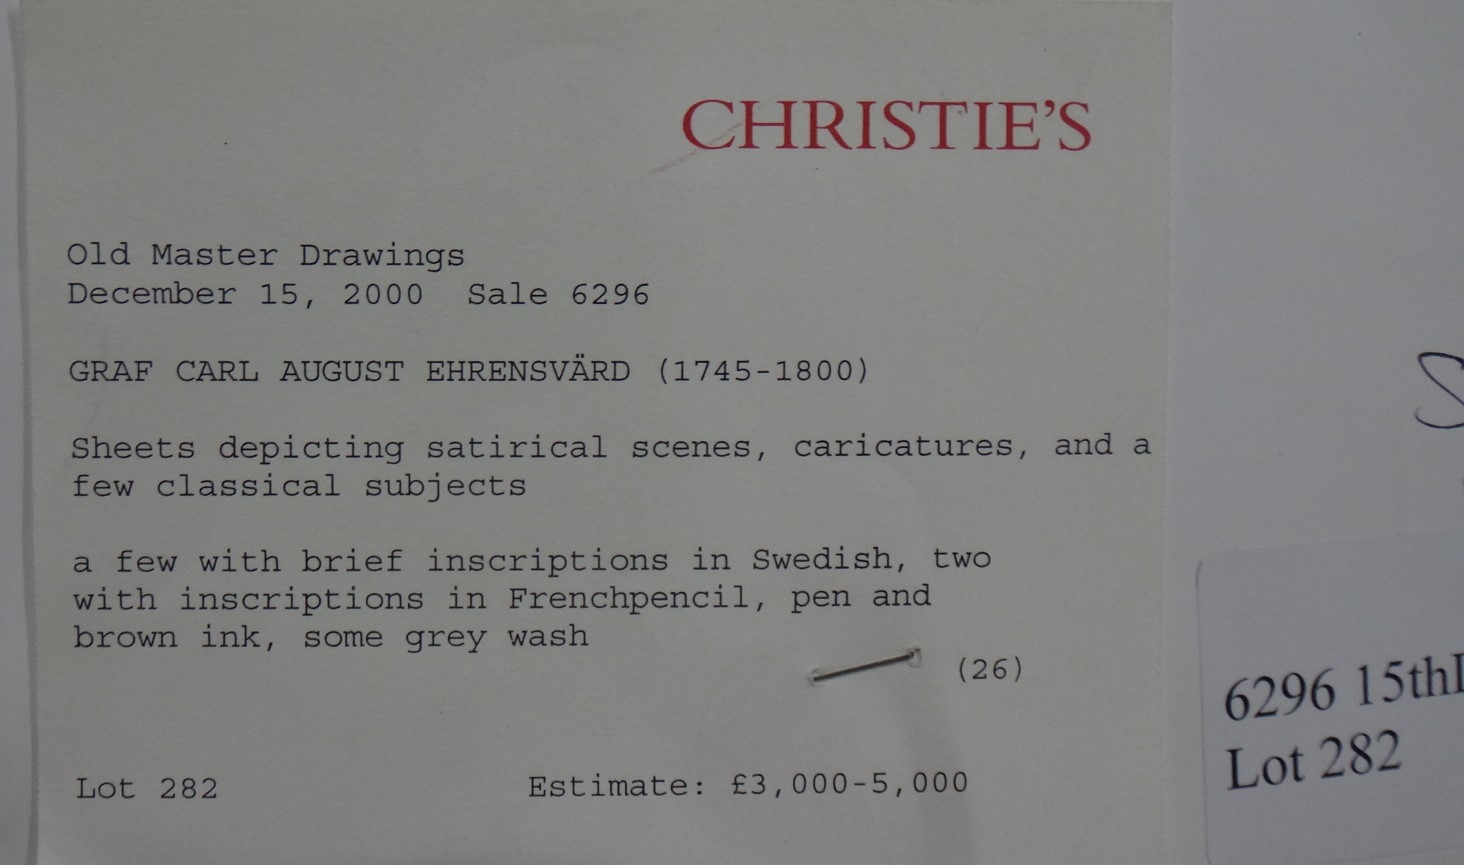 CHRISTIE'S
Old Master Drawings
December 15, 2000 Sale 6296
GRAF CARL AUGUST EHRENSVÄRD (1745-1800)
Sheets depicting satirical scenes, caricatures, and a
few classical subjects
a few with brief inscriptions in Swedish, two
with inscriptions in Frenchpencil, pen and
brown ink, some grey wash
(26)
Lot 282 Estimate: £3,000-5,000
6296 15th
Lot 282